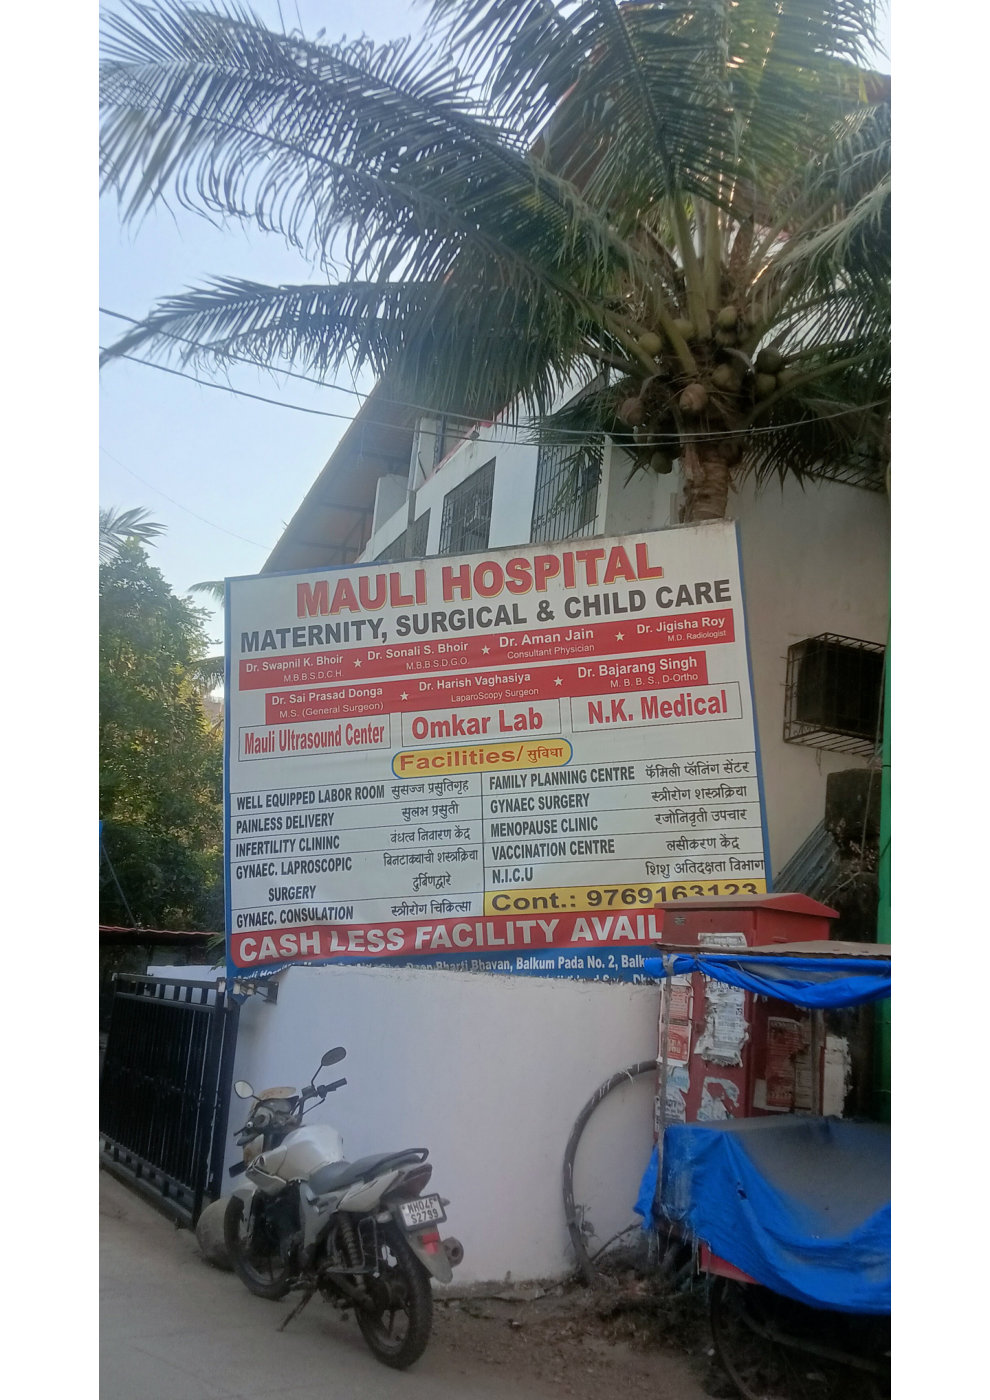 MAULI HOSPITAL
MATERNITY, SURGICAL & CHILD CARE
Dr. Swapnil K. Bhoir ★ Dr. Sonali S. Bhoir ★ Dr. Aman Jain ★ Dr. Jigisha Roy
M.B.B.S.D.C.H. M.B.B.S.D.G.O. Consultant Physician M.D. Radiologist
Dr. Sai Prasad Donga ★ Dr. Harish Vaghasiya ★ Dr. Bajarang Singh
M.S. (General Surgeon) LaparoScopy Surgeon M. B. B. S., D-Ortho
Mauli Ultrasound Center Omkar Lab N.K. Medical
Facilities/ सुविधा
WELL EQUIPPED LABOR ROOM सुसज्ज प्रसुतिगृह
PAINLESS DELIVERY सुलभ प्रसुती
INFERTILITY CLININC वंधत्व निवारण केंद्र
GYNAEC. LAPROSCOPIC बिनटाक्याची शस्त्रक्रिया
SURGERY दुर्बिणद्वारे
GYNAEC. CONSULATION स्त्रीरोग चिकित्सा
FAMILY PLANNING CENTRE फॅमिली प्लॅनिंग सेंटर
GYNAEC SURGERY स्त्रीरोग शस्त्रक्रिया
MENOPAUSE CLINIC रजोनिवृती उपचार
VACCINATION CENTRE लसीकरण केंद्र
N.I.C.U शिशु अतिदक्षता विभाग
Cont.: 9769163123
CASH LESS FACILITY AVAIL
Bharti Bhavan, Balkum Pada No. 2, Balk
MH04F
S2799